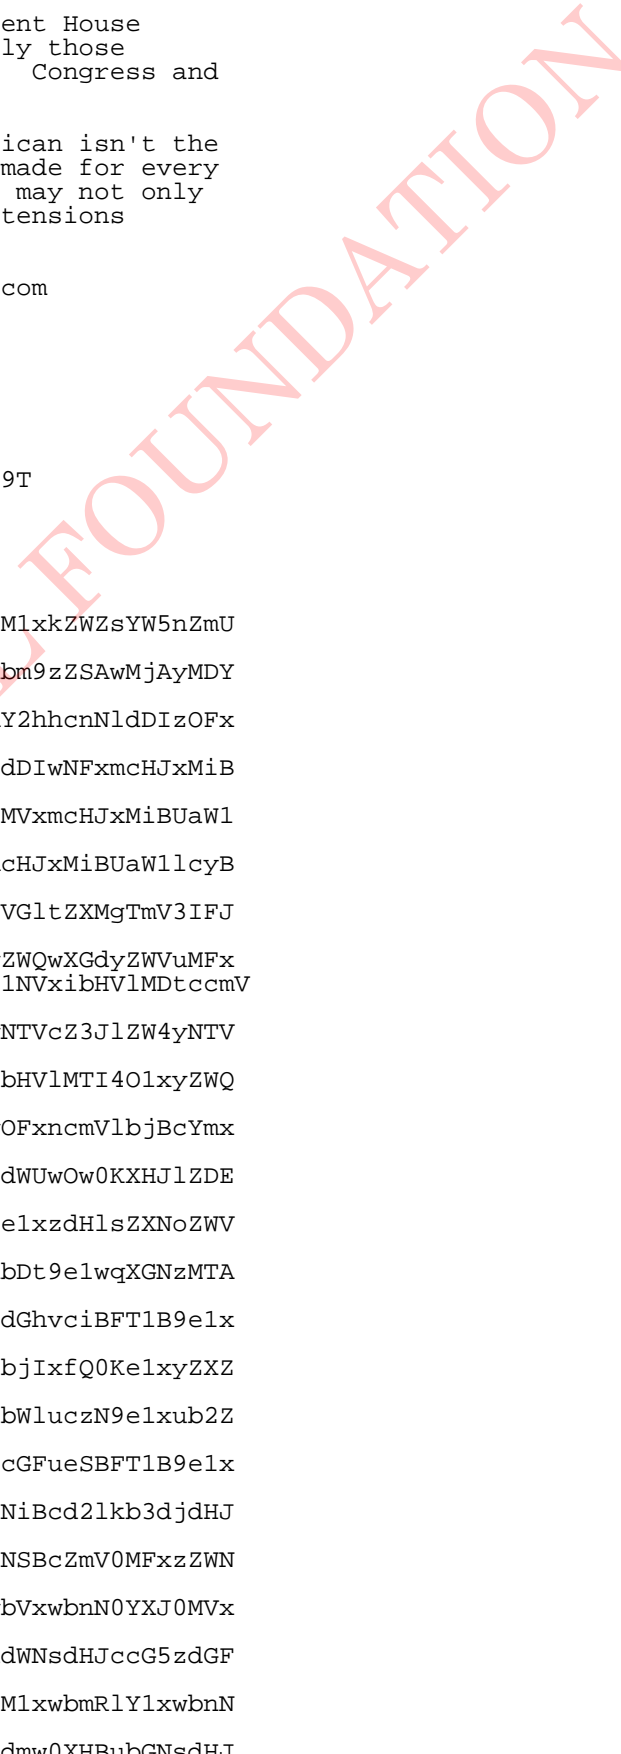 ent House
ly those
Congress and
ican isn't the
made for every
may not only
tensions
com
9T
M1xkZWZsYW5nZmU
bm9zZSAwMjAyMDY
Y2hhcnNldDIzOFx
dDIwNFxmcHJxMiB
MVxmcHJxMiBUaW1
cHJxMiBUaW1lcyB
VGltZXMgTmV3IFJ
ZWQwXGdyZWVuMFx
1NVxibHVlMDtccmV
NTVcZ3JlZW4yNTV
bHVlMTI4O1xyZWQ
OFxncmVlbjBcYmx
dWUwOw0KXHJlZDE
e1xzdHlsZXNoZWV
bDt9e1wqXGNzMTA
dGhvciBFT1B9e1x
bjIxfQ0Ke1xyZXZ
bWluczN9e1xub2Z
cGFueSBFT1B9e1x
NiBcd2lkb3djdHJ
NSBcZmV0MFxzZWN
bVxwbnN0YXJ0MVx
dWNsdHJccG5zdGF
M1xwbmRlY1xwbnN
dmw0XHBubGNsdHJ
FOUNDATION